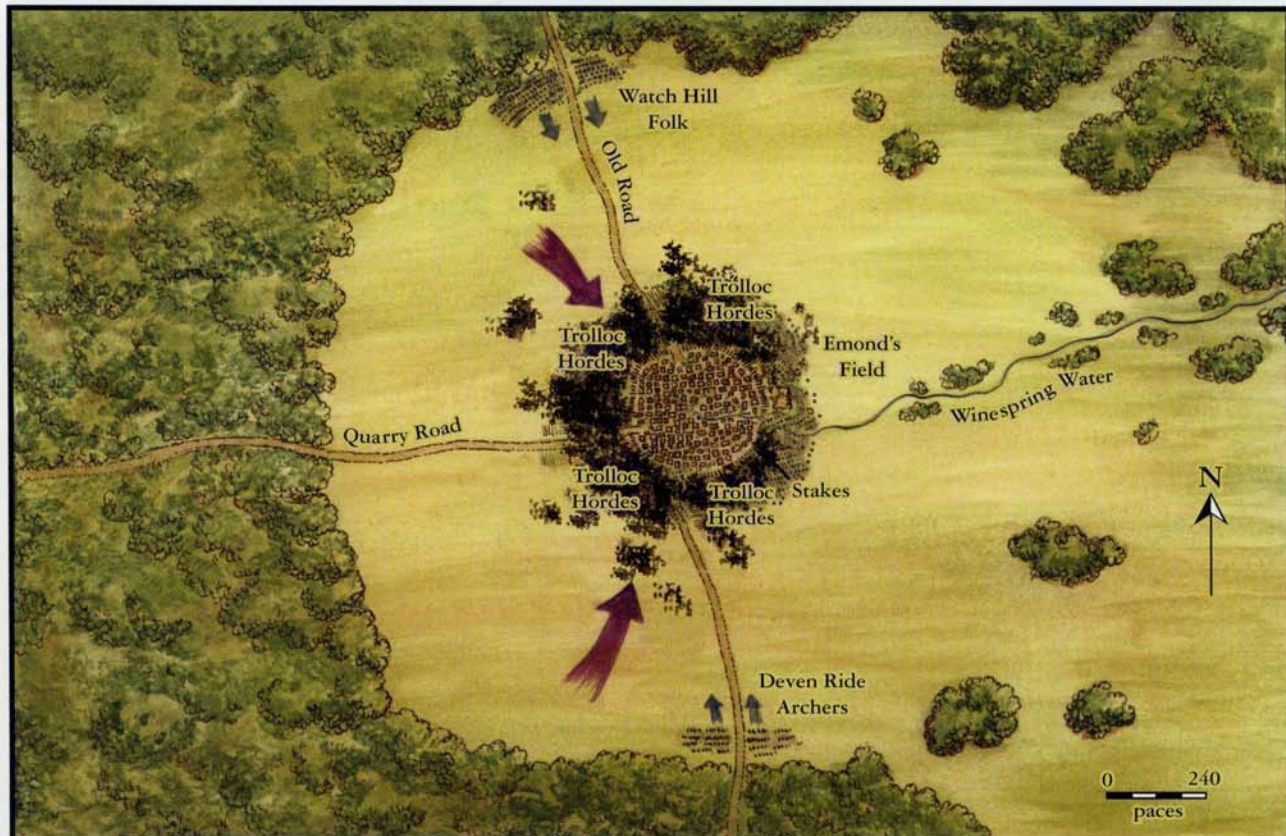 Watch Hill
Folk
Old Road
Trolloc
Hordes
Trolloc
Hordes
Emond's
Field
Winespring Water
Quarry Road
Trolloc
Hordes
Trolloc
Hordes
Stakes
N
Deven Ride
Archers
0 240
paces